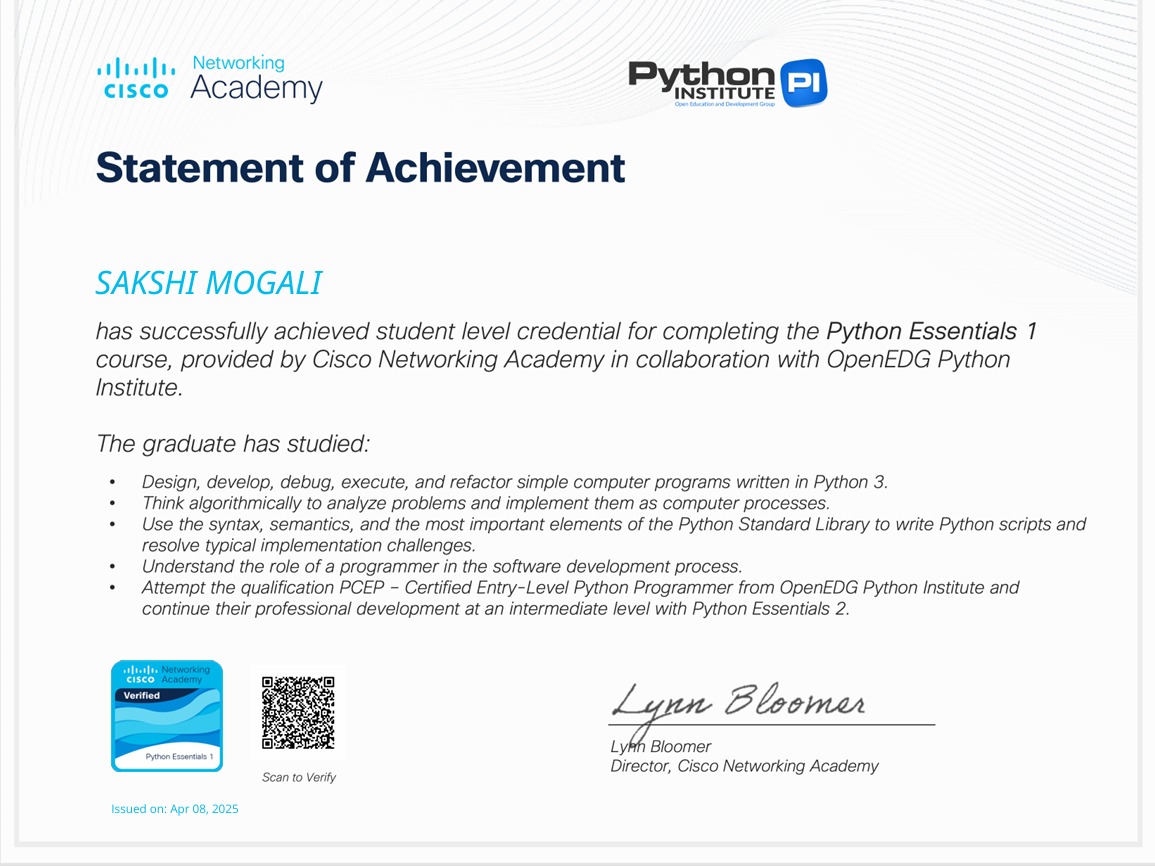 Networking
CISCO Academy
Python
INSTITUTE
PI
Open Education and Development Group
Statement of Achievement
SAKSHI MOGALI
has successfully achieved student level credential for completing the Python Essentials 1
course, provided by Cisco Networking Academy in collaboration with OpenEDG Python
Institute.
The graduate has studied:
• Design, develop, debug, execute, and refactor simple computer programs written in Python 3.
• Think algorithmically to analyze problems and implement them as computer processes.
• Use the syntax, semantics, and the most important elements of the Python Standard Library to write Python scripts and
resolve typical implementation challenges.
• Understand the role of a programmer in the software development process.
• Attempt the qualification PCEP – Certified Entry-Level Python Programmer from OpenEDG Python Institute and
continue their professional development at an intermediate level with Python Essentials 2.
Networking
CISCO Academy
Verified
Python Essentials 1
Scan to Verify
Issued on: Apr 08, 2025
Lynn Bloomer
Lynn Bloomer
Director, Cisco Networking Academy